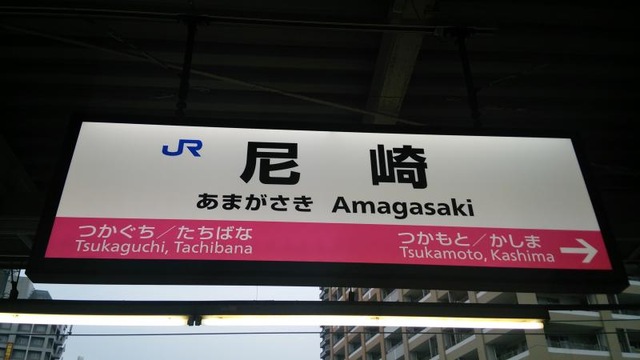 JR 尼崎
あまがさき Amagasaki
つかぐち／たちばな
Tsukaguchi, Tachibana
つかもと／かしま
Tsukamoto, Kashima